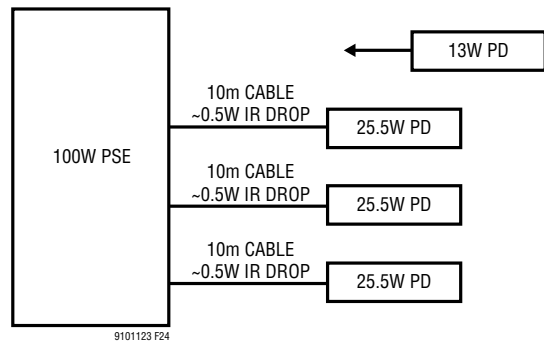 100W PSE
13W PD
10m CABLE
~0.5W IR DROP
25.5W PD
10m CABLE
~0.5W IR DROP
25.5W PD
10m CABLE
~0.5W IR DROP
25.5W PD
9101123 F24